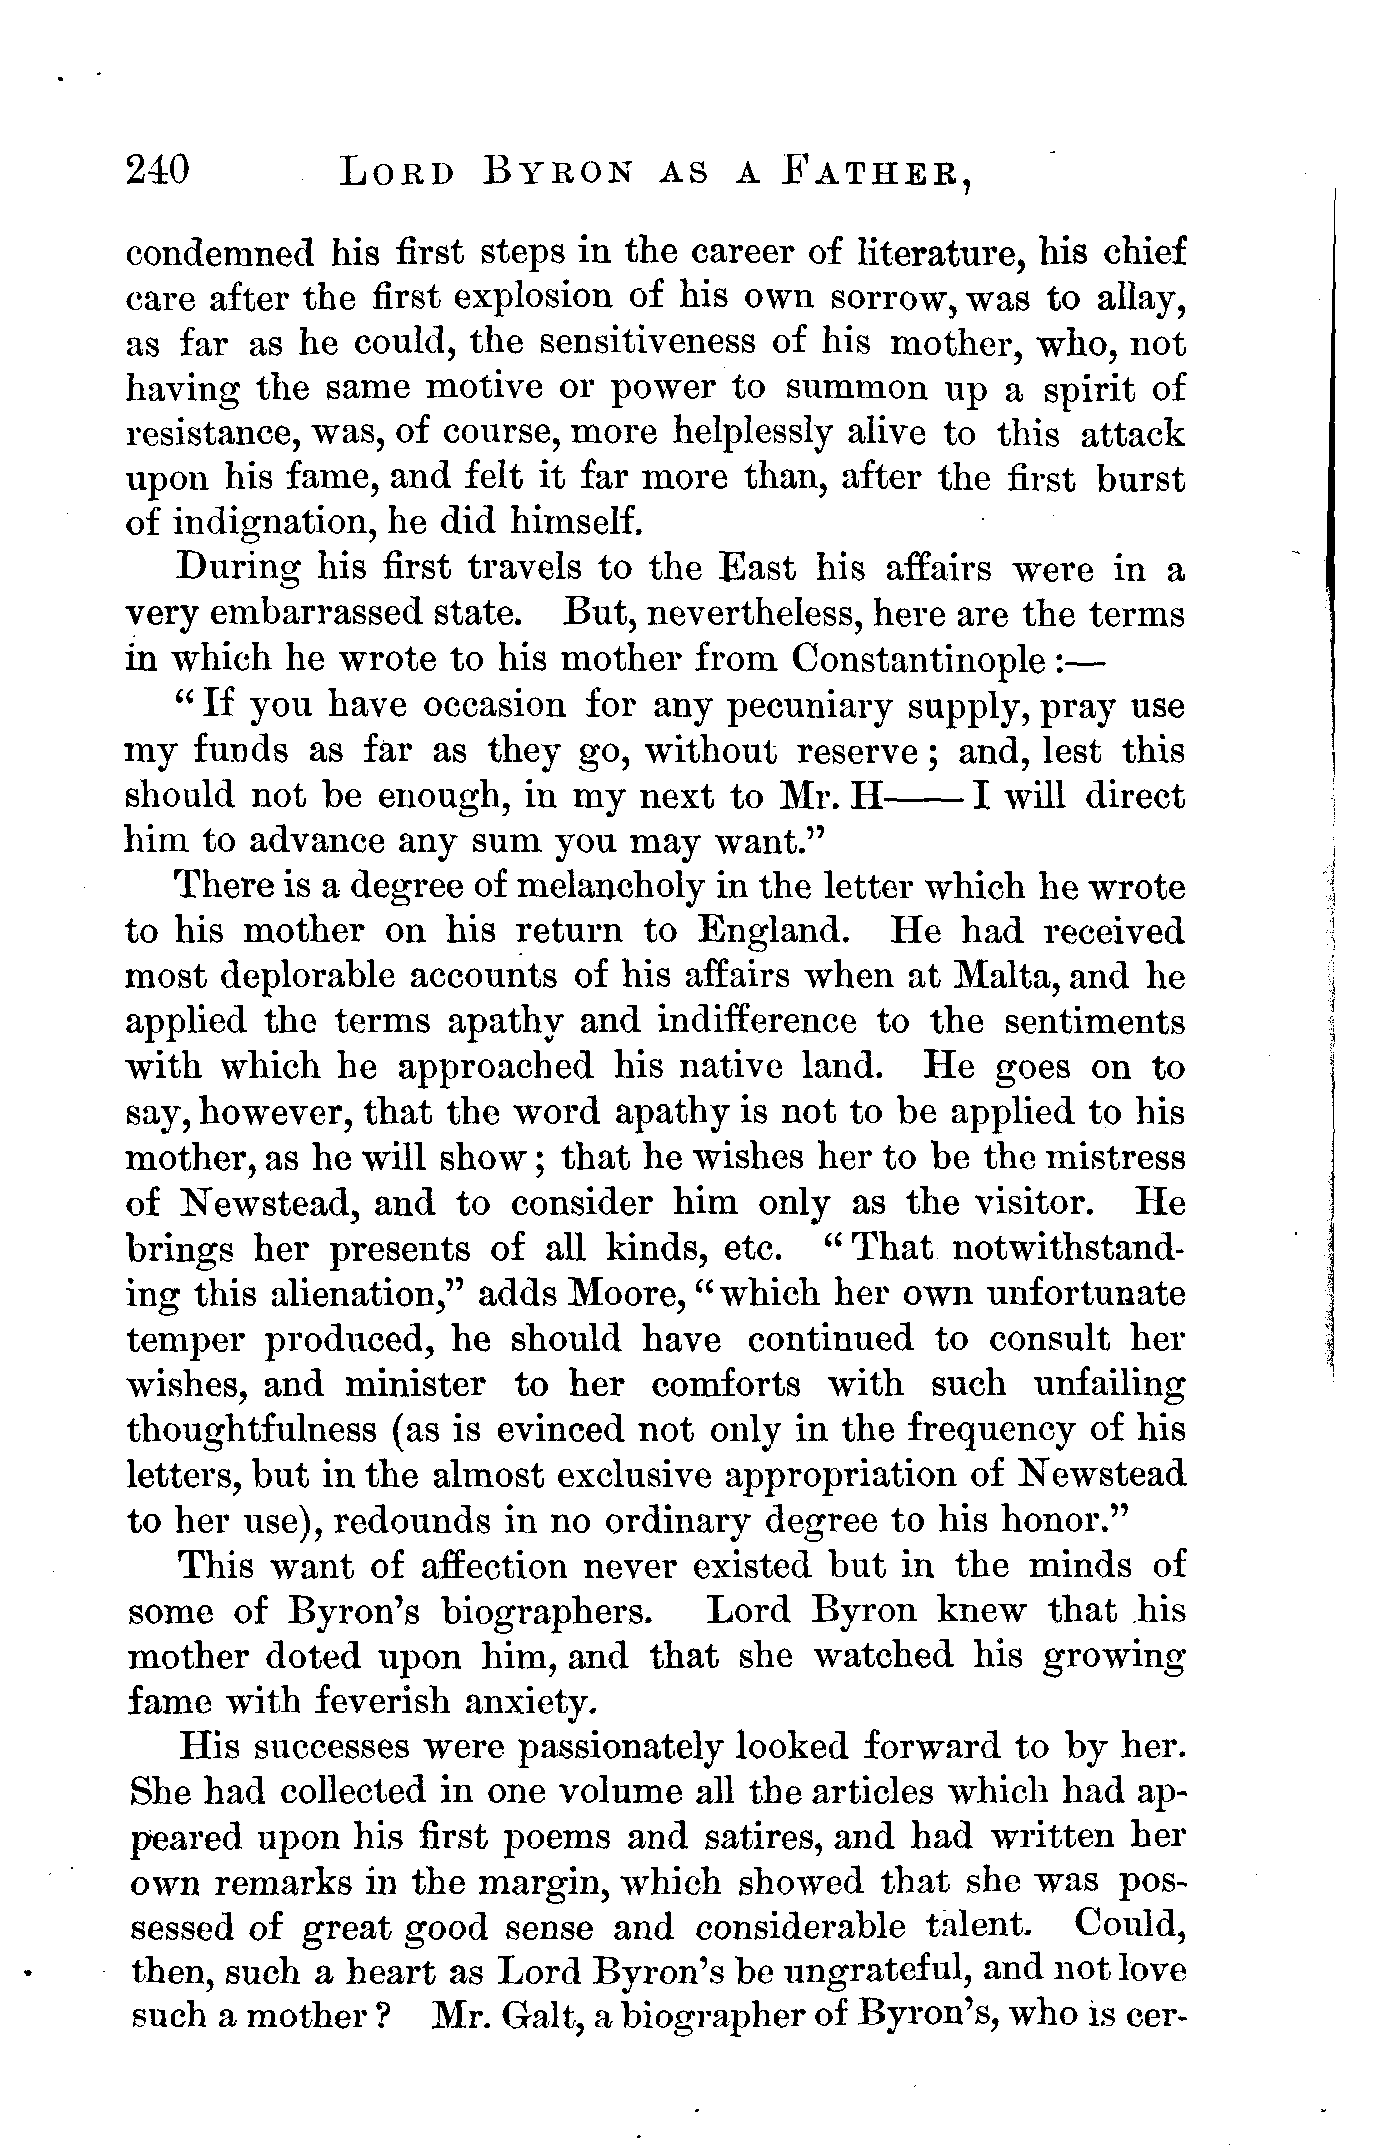 240 LORD BYRON AS A FATHER,
condemned his first steps in the career of literature, his chief
care after the first explosion of his own sorrow, was to allay,
as far as he could, the sensitiveness of his mother, who, not
having the same motive or power to summon up a spirit of
resistance, was, of course, more helplessly alive to this attack
upon his fame, and felt it far more than, after the first burst
of indignation, he did himself.
During his first travels to the East his affairs were in a
very embarrassed state. But, nevertheless, here are the terms
in which he wrote to his mother from Constantinople :—
“ If you have occasion for any pecuniary supply, pray use
my funds as far as they go, without reserve ; and, lest this
should not be enough, in my next to Mr. H—— I will direct
him to advance any sum you may want.”
There is a degree of melancholy in the letter which he wrote
to his mother on his return to England. He had received
most deplorable accounts of his affairs when at Malta, and he
applied the terms apathy and indifference to the sentiments
with which he approached his native land. He goes on to
say, however, that the word apathy is not to be applied to his
mother, as he will show ; that he wishes her to be the mistress
of Newstead, and to consider him only as the visitor. He
brings her presents of all kinds, etc. “ That notwithstand-
ing this alienation,” adds Moore, “which her own unfortunate
temper produced, he should have continued to consult her
wishes, and minister to her comforts with such unfailing
thoughtfulness (as is evinced not only in the frequency of his
letters, but in the almost exclusive appropriation of Newstead
to her use), redounds in no ordinary degree to his honor.”
This want of affection never existed but in the minds of
some of Byron’s biographers. Lord Byron knew that his
mother doted upon him, and that she watched his growing
fame with feverish anxiety.
His successes were passionately looked forward to by her.
She had collected in one volume all the articles which had ap-
peared upon his first poems and satires, and had written her
own remarks in the margin, which showed that she was pos-
sessed of great good sense and considerable talent. Could,
then, such a heart as Lord Byron’s be ungrateful, and not love
such a mother ? Mr. Galt, a biographer of Byron’s, who is cer-